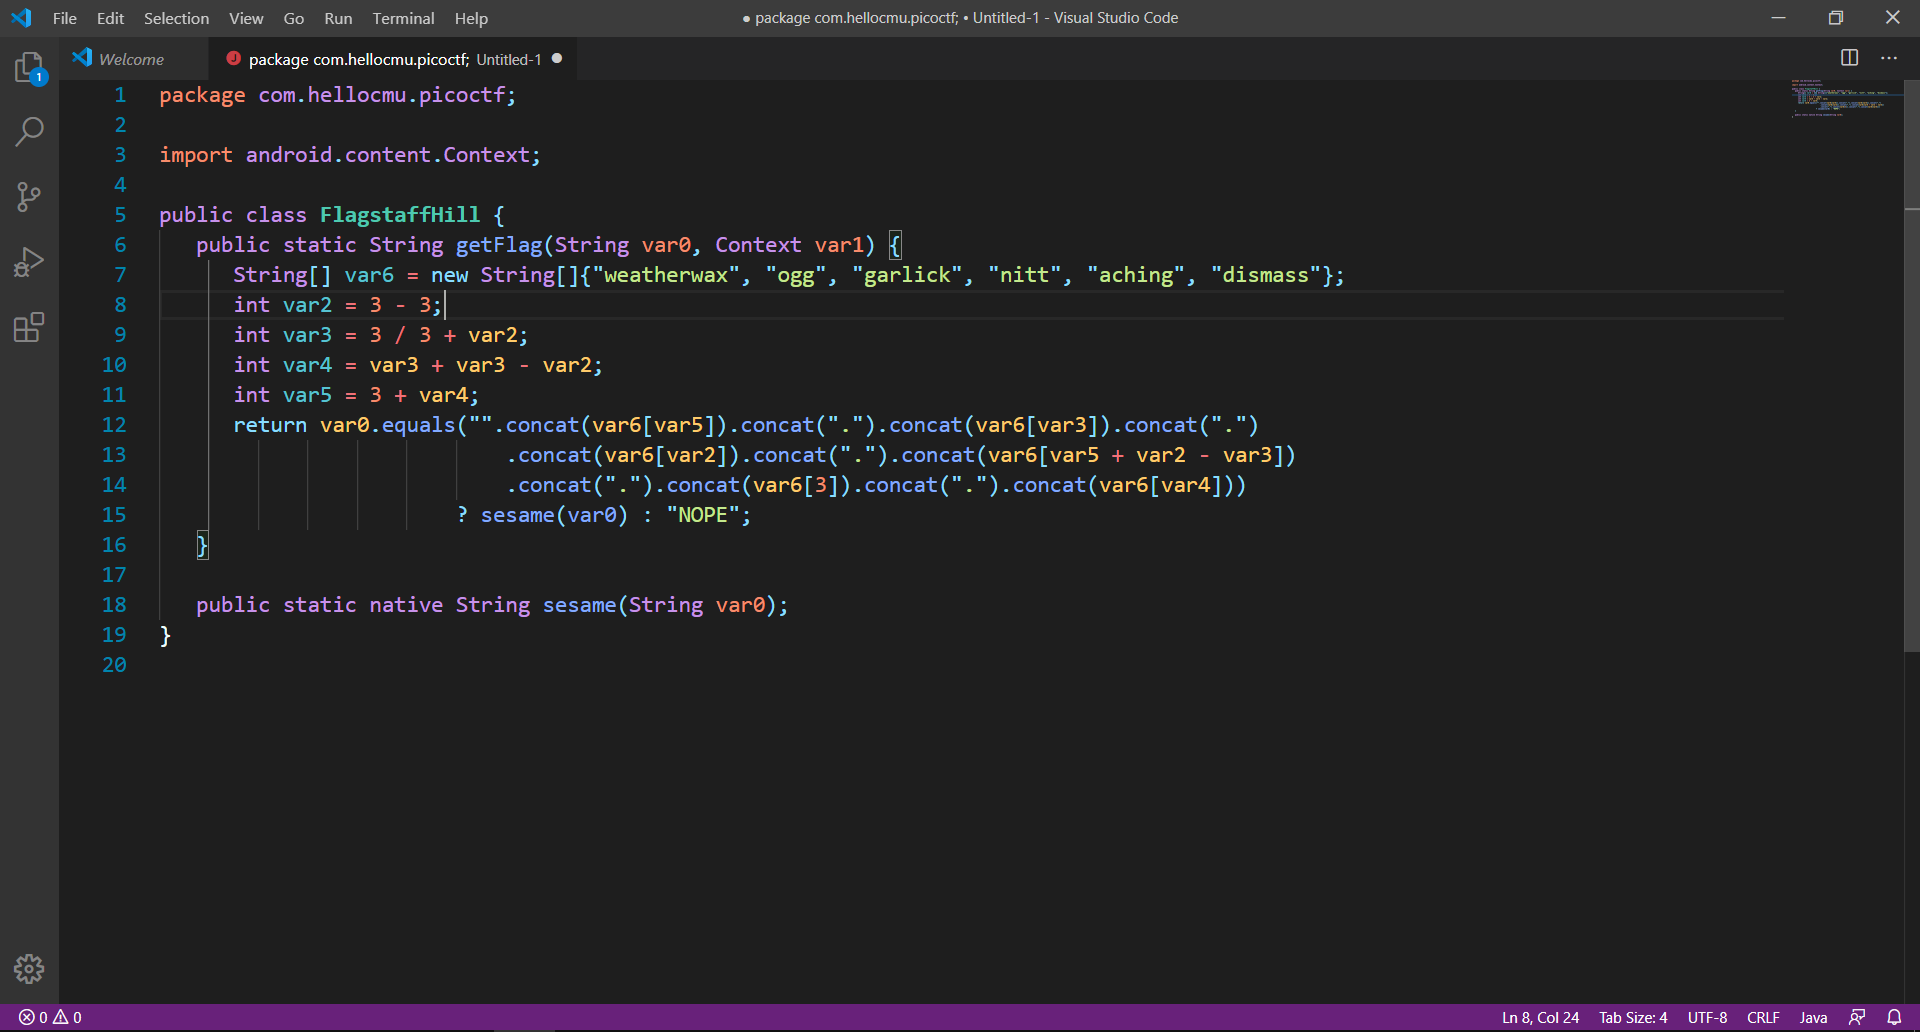 File Edit Selection View Go Run Terminal Help
● package com.hellocmu.picoctf; • Untitled-1 - Visual Studio Code
Welcome
package com.hellocmu.picoctf; Untitled-1 ●
1
1 package com.hellocmu.picoctf;
2
3 import android.content.Context;
4
5 public class FlagstaffHill {
6 public static String getFlag(String var0, Context var1) {
7 String[] var6 = new String[]{"weatherwax", "ogg", "garlick", "nitt", "aching", "dismass"};
8 int var2 = 3 - 3;
9 int var3 = 3 / 3 + var2;
10 int var4 = var3 + var3 - var2;
11 int var5 = 3 + var4;
12 return var0.equals("".concat(var6[var5]).concat(".").concat(var6[var3]).concat(".")
13 .concat(var6[var2]).concat(".").concat(var6[var5 + var2 - var3])
14 .concat(".").concat(var6[3]).concat(".").concat(var6[var4]))
15 ? sesame(var0) : "NOPE";
16 }
17
18 public static native String sesame(String var0);
19 }
20
0 0
Ln 8, Col 24 Tab Size: 4 UTF-8 CRLF Java